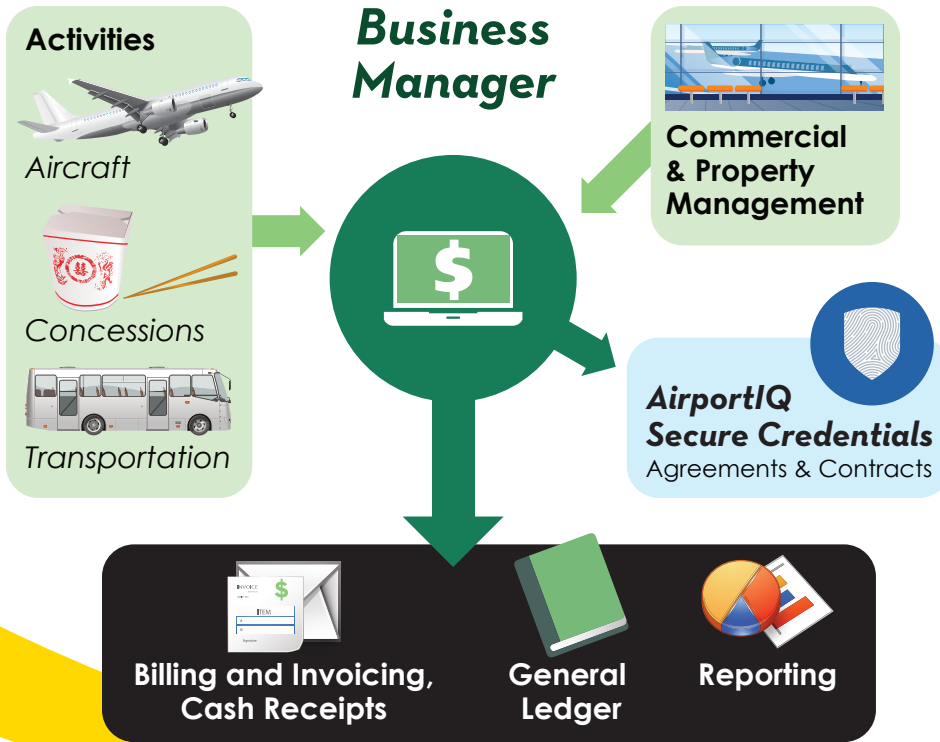 Activities
Aircraft
Concessions
Transportation
Business
Manager
$
Commercial
& Property
Management
AirportIQ
Secure Credentials
Agreements & Contracts
INVOICE
$
ITEM
Billing and Invoicing,
Cash Receipts
General
Ledger
Reporting